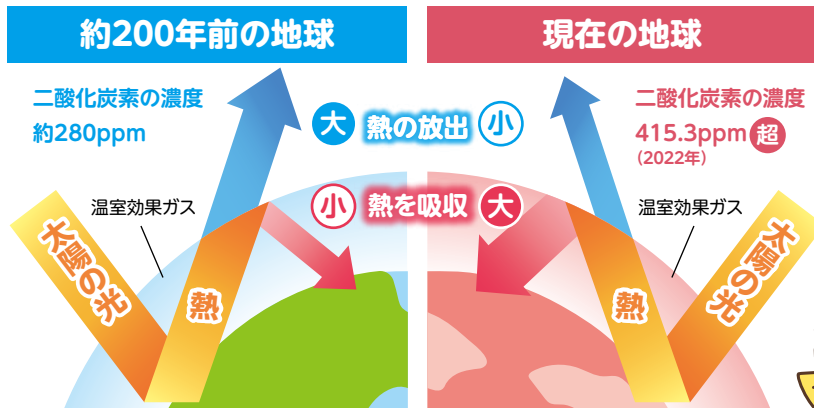 約200年前の地球
現在の地球
二酸化炭素の濃度
約280ppm
大 熱の放出 小
二酸化炭素の濃度
415.3ppm 超
(2022年)
小 熱を吸収 大
温室効果ガス
温室効果ガス
太陽の光
熱
熱
太陽の光